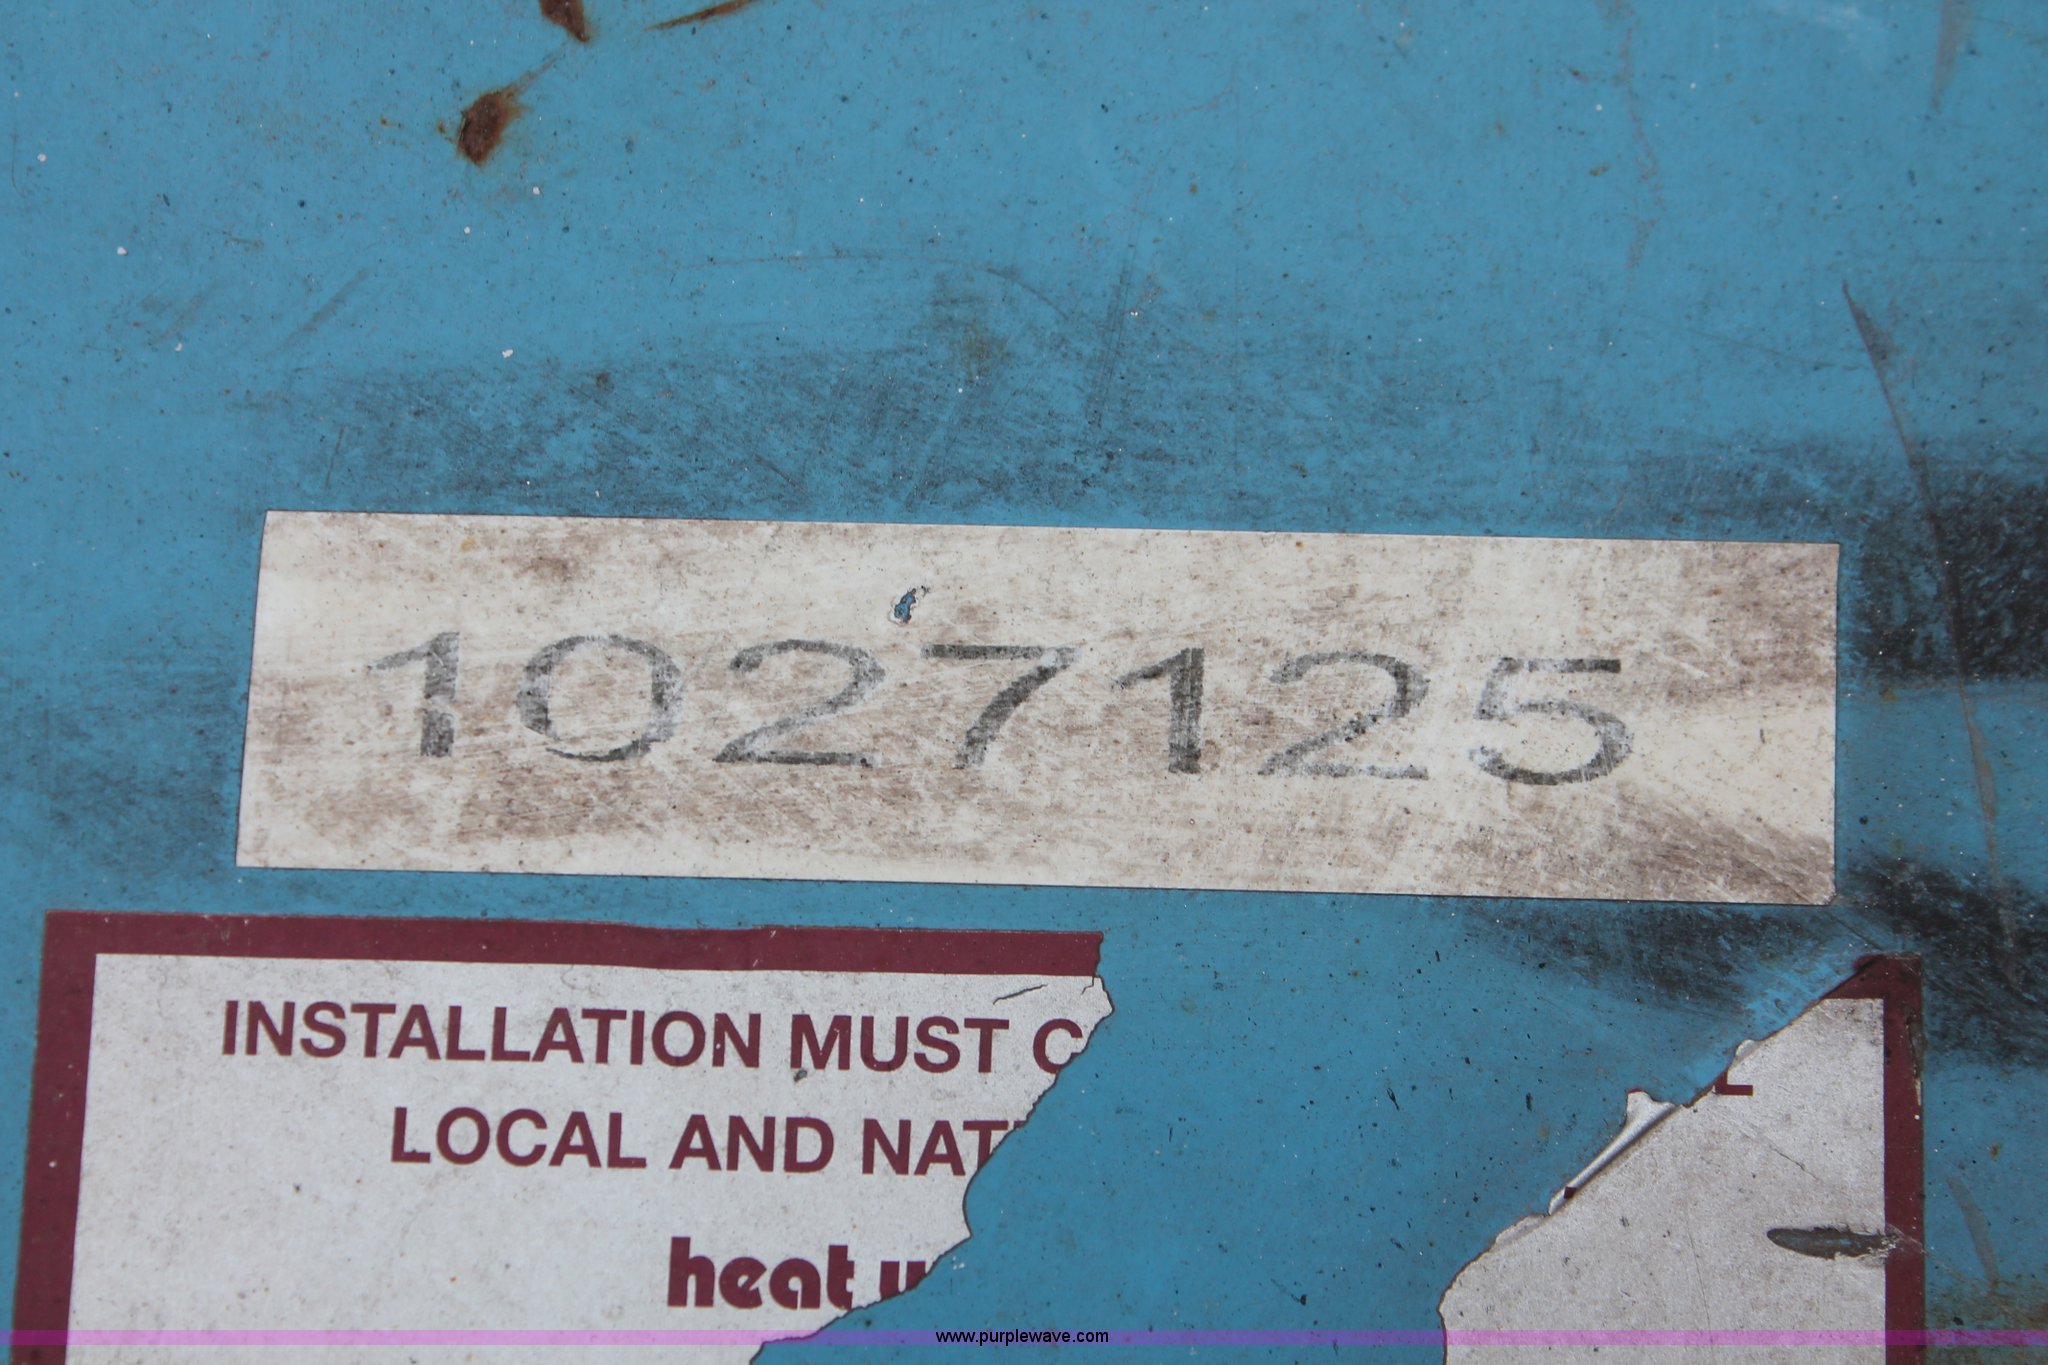 1027125
INSTALLATION MUST C
LOCAL AND NAT
heat
www.purplewave.com